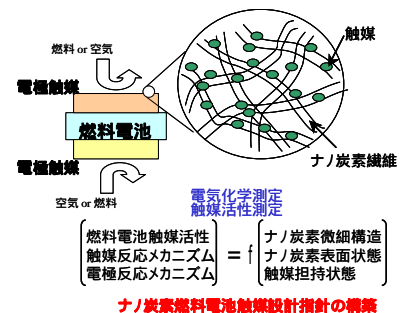 燃料 or 空気
触媒
電極触媒
燃料電池
ナノ炭素繊維
電極触媒
空気 or 燃料
電気化学測定
触媒活性測定
燃料電池触媒活性
触媒反応メカニズム
電極反応メカニズム
= f
ナノ炭素微細構造
ナノ炭素表面状態
触媒担持状態
ナノ炭素燃料電池触媒設計指針の構築